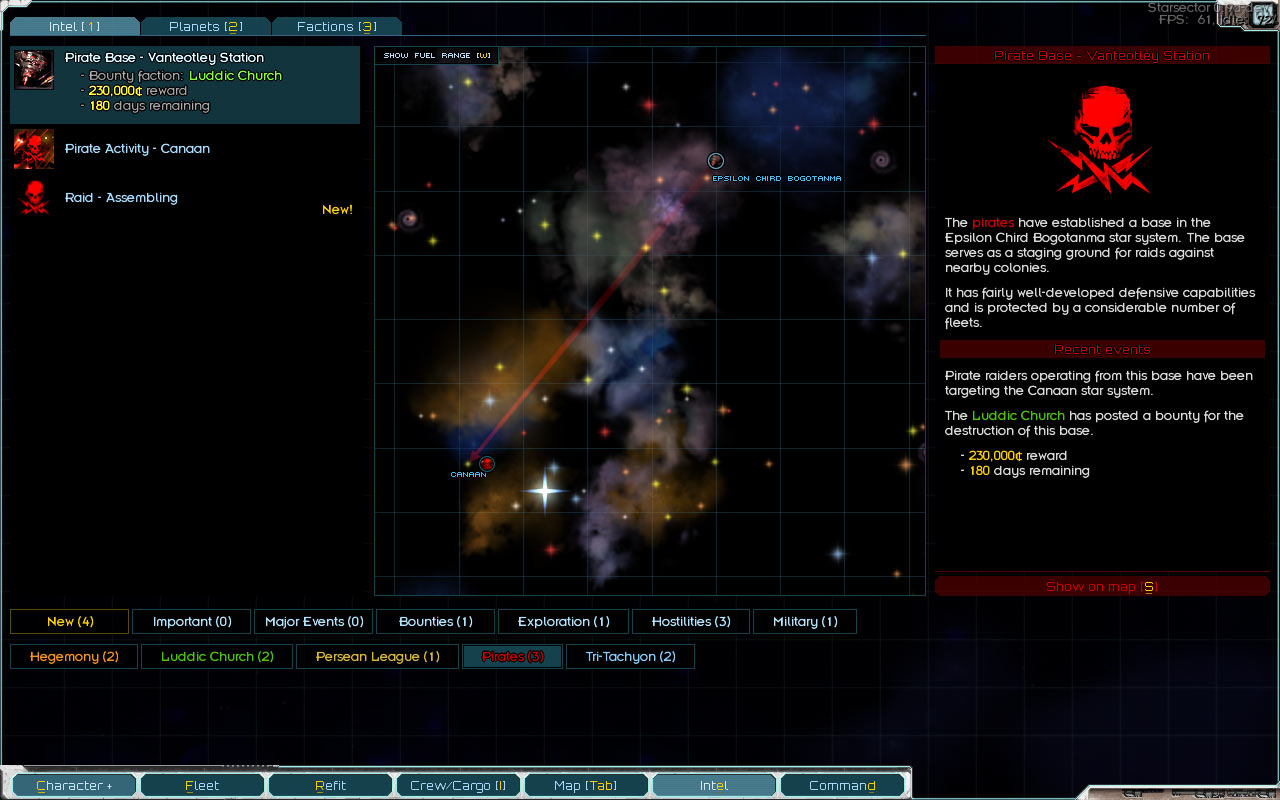 Starsector 0.9a-dev
FPS: 61, Idle:
Intel [1]
Planets [2]
Factions [3]
Pirate Base - Vanteotley Station
- Bounty faction: Luddic Church
- 230,000¢ reward
- 180 days remaining
Pirate Activity - Canaan
Raid - Assembling
New!
SHOW FUEL RANGE [W]
EPSILON CHIRD BOGOTANMA
CANAAN
Pirate Base - Vanteotley Station
The pirates have established a base in the
Epsilon Chird Bogotanma star system. The base
serves as a staging ground for raids against
nearby colonies.
It has fairly well-developed defensive capabilities
and is protected by a considerable number of
fleets.
Recent events
Pirate raiders operating from this base have been
targeting the Canaan star system.
The Luddic Church has posted a bounty for the
destruction of this base.
- 230,000¢ reward
- 180 days remaining
Show on map [S]
New (4)
Important (0)
Major Events (0)
Bounties (1)
Exploration (1)
Hostilities (3)
Military (1)
Hegemony (2)
Luddic Church (2)
Persean League (1)
Pirates (3)
Tri-Tachyon (2)
Character +
Fleet
Refit
Crew/Cargo [I]
Map [Tab]
Intel
Command